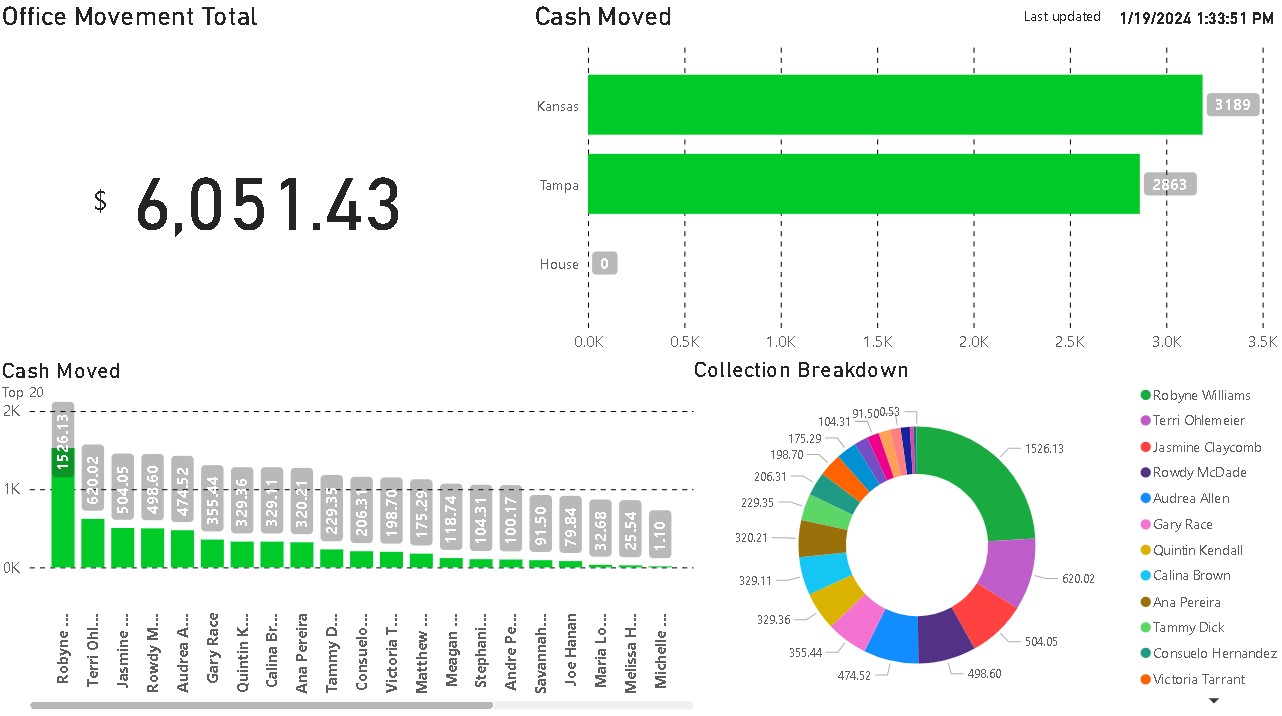 Office Movement Total
$ 6,051.43
Cash Moved
Last updated 1/19/2024 1:33:51 PM
Kansas 3189
Tampa 2863
House 0
0.0K 0.5K 1.0K 1.5K 2.0K 2.5K 3.0K 3.5K
Cash Moved
Top 20
2K
1K
0K
1526.13 620.02 504.05 498.60 474.52 355.44 329.36 329.11 320.21 229.35 206.31 198.70 175.29 118.74 104.31 100.17 91.50 79.84 32.68 25.54 1.10
Robyne ...
Terri Ohl...
Jasmine ...
Rowdy M...
Audrea A...
Gary Race
Quintin K...
Calina Br...
Ana Pereira
Tammy D...
Consuelo...
Victoria T...
Matthew ...
Meagan ...
Stephani...
Andre Pe...
Savannah...
Joe Hanan
Maria Lo...
Melissa H...
Michelle ...
Collection Breakdown
1526.13
620.02
504.05
498.60
474.52
355.44
329.36
329.11
320.21
229.35
206.31
198.70
175.29
104.31
91.50
0.53
Robyne Williams
Terri Ohlemeier
Jasmine Claycomb
Rowdy McDade
Audrea Allen
Gary Race
Quintin Kendall
Calina Brown
Ana Pereira
Tammy Dick
Consuelo Hernandez
Victoria Tarrant